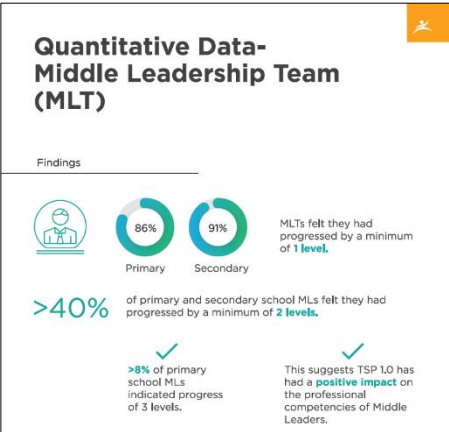 Quantitative Data-
Middle Leadership Team
(MLT)
Findings
86%
91%
Primary
Secondary
MLTs felt they had
progressed by a minimum
of 1 level.
>40%
of primary and secondary school MLs felt they had
progressed by a minimum of 2 levels.
>8% of primary
school MLs
indicated progress
of 3 levels.
This suggests TSP 1.0 has
had a positive impact on
the professional
competencies of Middle
Leaders.